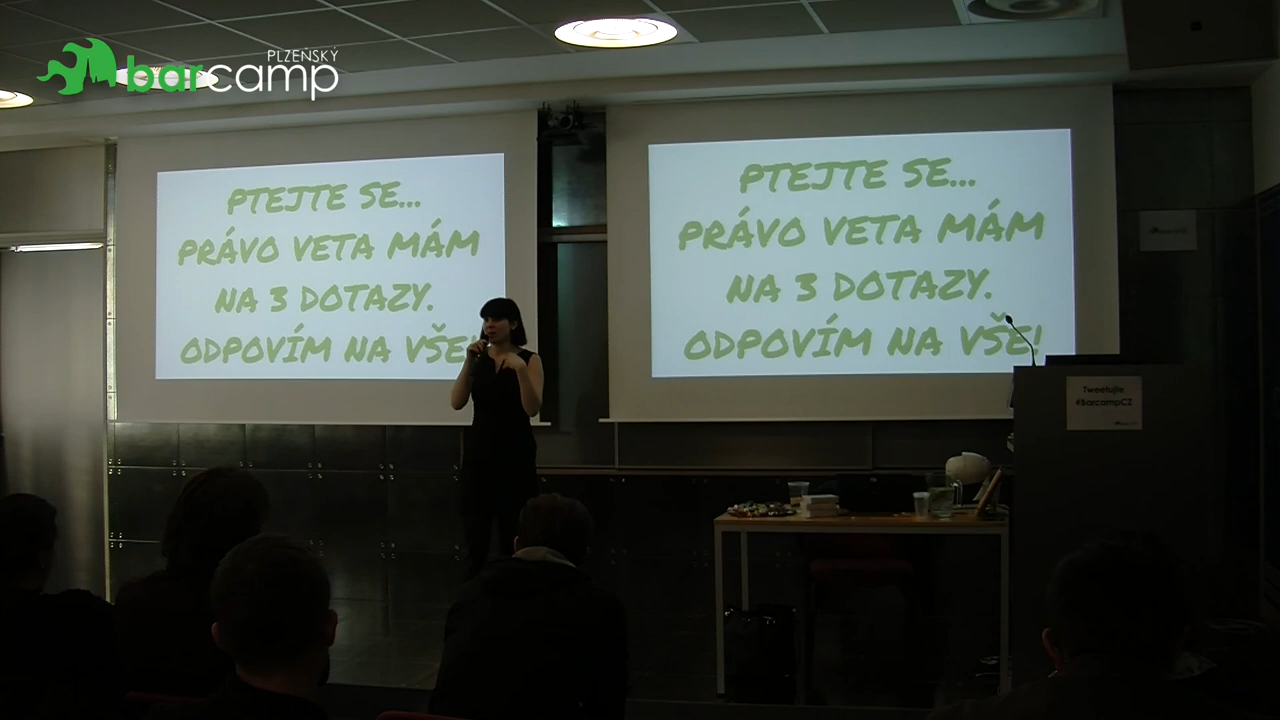 PLZEŇSKÝ
barcamp
PTEJTE SE...
PRÁVO VETA MÁM
NA 3 DOTAZY.
ODPOVÍM NA VŠE!
PTEJTE SE...
PRÁVO VETA MÁM
NA 3 DOTAZY.
ODPOVÍM NA VŠE!
Tweetujte
#BarcampCZ